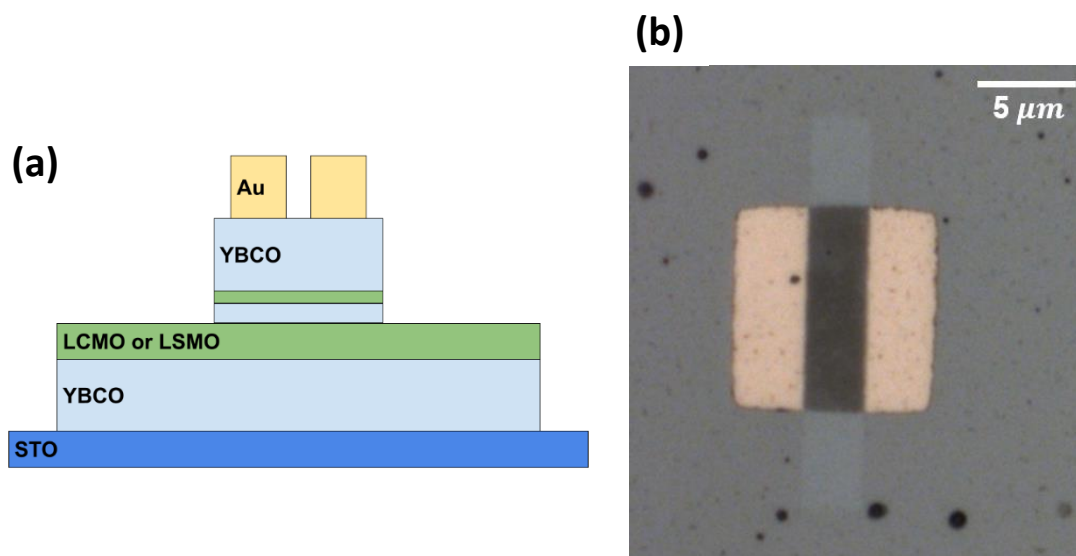 (a)
Au
YBCO
LCMO or LSMO
YBCO
STO
(b)
5 μm